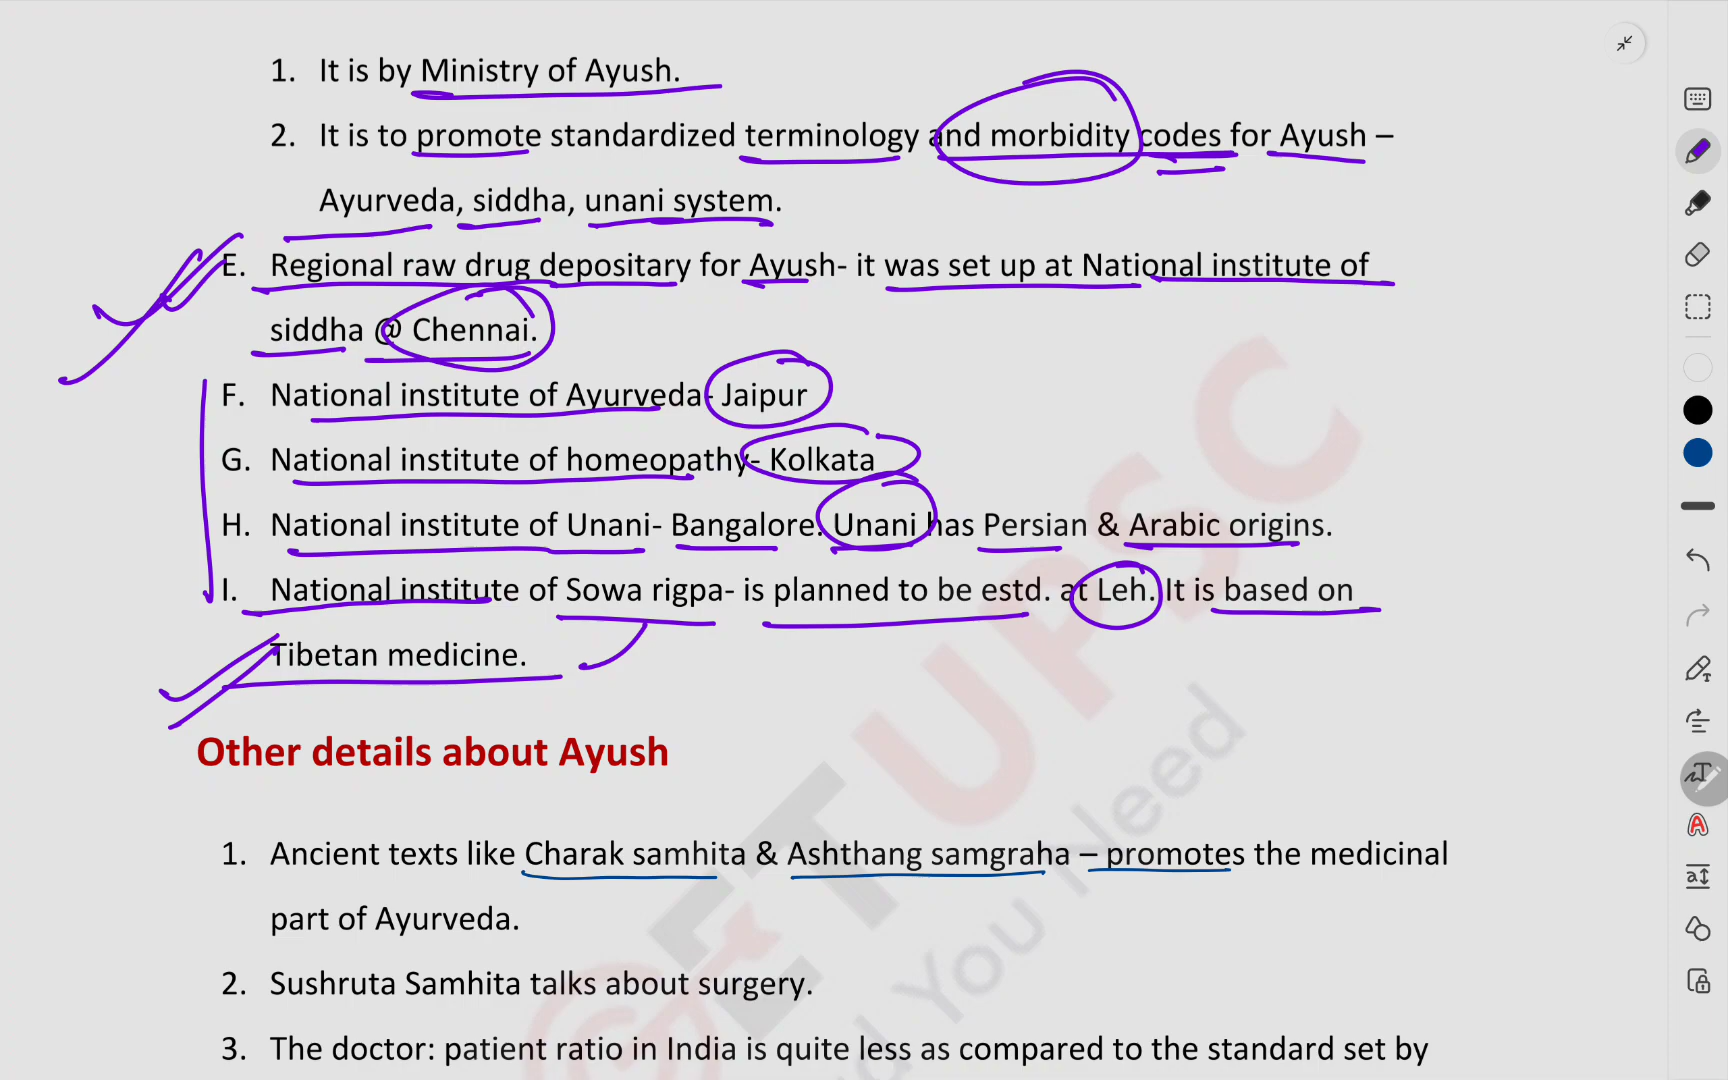 1. It is by Ministry of Ayush.
2. It is to promote standardized terminology and morbidity codes for Ayush –
Ayurveda, siddha, unani system.
E. Regional raw drug depositary for Ayush- it was set up at National institute of
siddha @ Chennai.
F. National institute of Ayurveda- Jaipur
G. National institute of homeopathy- Kolkata
H. National institute of Unani- Bangalore. Unani has Persian & Arabic origins.
I. National institute of Sowa rigpa- is planned to be estd. at Leh. It is based on
Tibetan medicine.
Other details about Ayush
1. Ancient texts like Charak samhita & Ashthang samgraha – promotes the medicinal
part of Ayurveda.
2. Sushruta Samhita talks about surgery.
3. The doctor: patient ratio in India is quite less as compared to the standard set by
GET UPSC
You Need